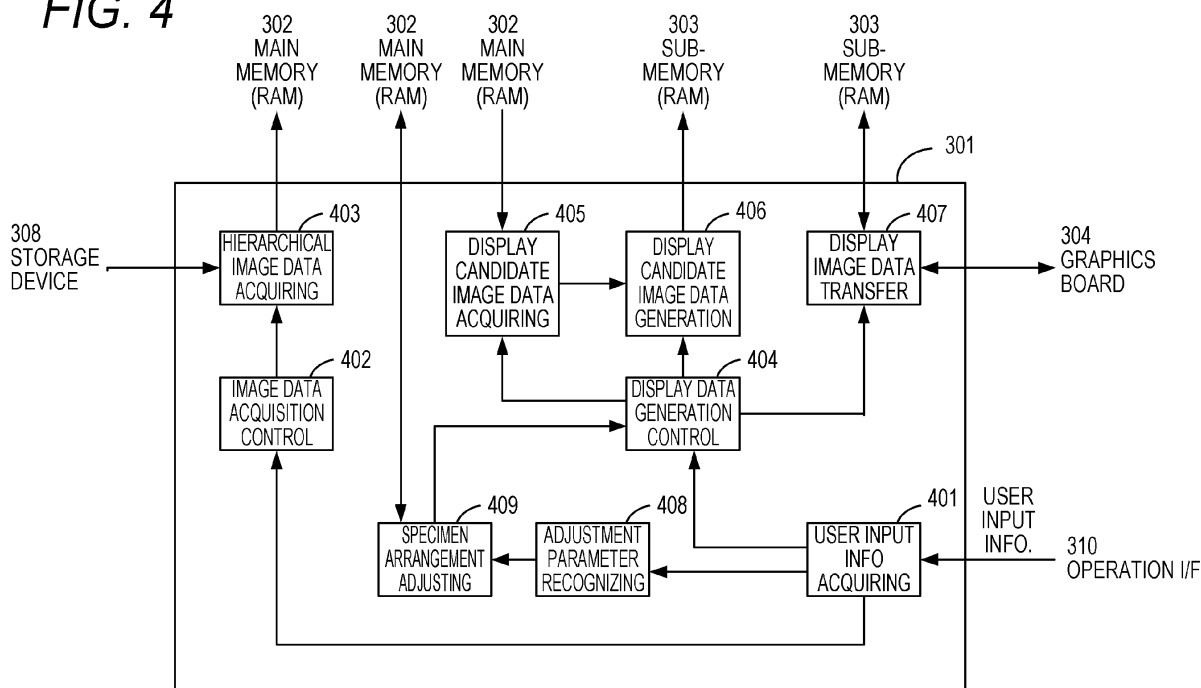 FIG. 4
302
MAIN
MEMORY
(RAM)
302
MAIN
MEMORY
(RAM)
302
MAIN
MEMORY
(RAM)
303
SUB-
MEMORY
(RAM)
303
SUB-
MEMORY
(RAM)
301
308
STORAGE
DEVICE
403
HIERARCHICAL
IMAGE DATA
ACQUIRING
405
DISPLAY
CANDIDATE
IMAGE DATA
ACQUIRING
406
DISPLAY
CANDIDATE
IMAGE DATA
GENERATION
407
DISPLAY
IMAGE DATA
TRANSFER
304
GRAPHICS
BOARD
402
IMAGE DATA
ACQUISITION
CONTROL
404
DISPLAY DATA
GENERATION
CONTROL
409
SPECIMEN
ARRANGEMENT
ADJUSTING
408
ADJUSTMENT
PARAMETER
RECOGNIZING
401
USER INPUT
INFO
ACQUIRING
USER
INPUT
INFO.
310
OPERATION I/F